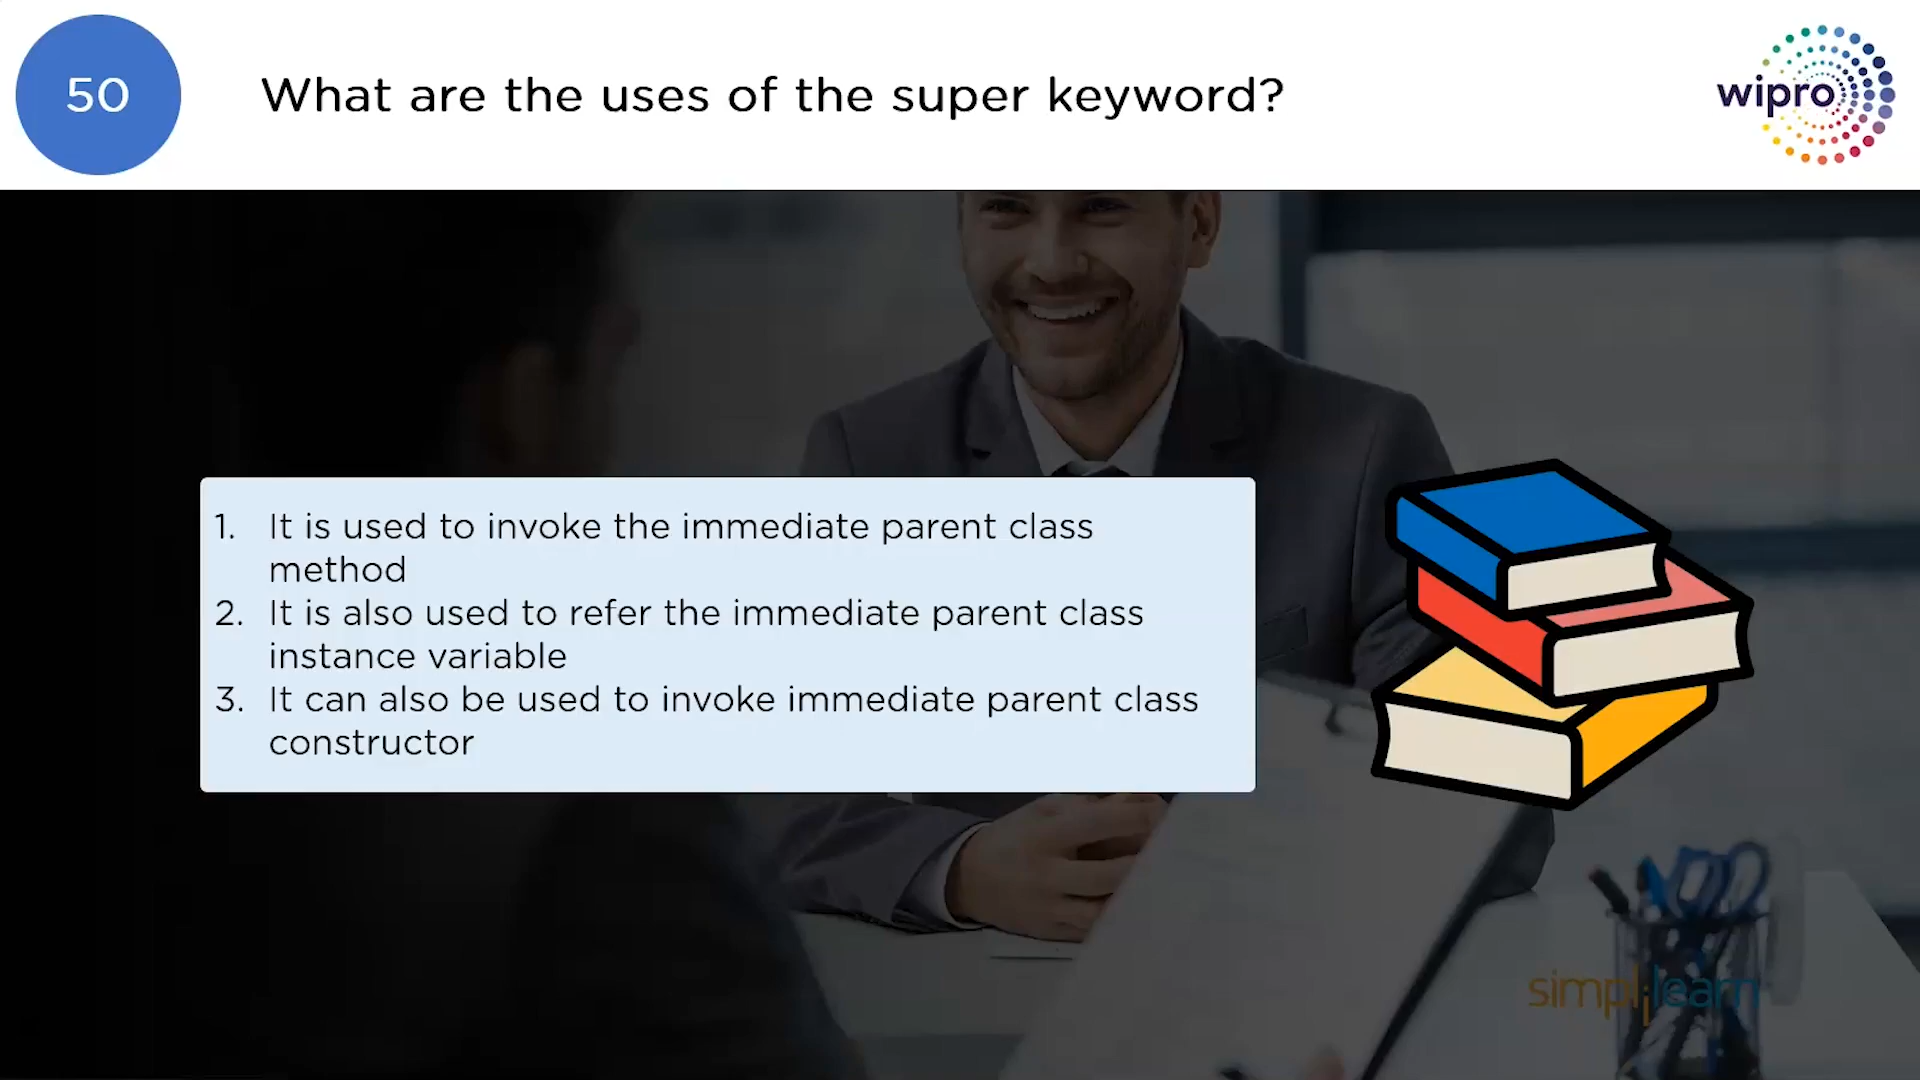 50
What are the uses of the super keyword?
wipro
1. It is used to invoke the immediate parent class
method
2. It is also used to refer the immediate parent class
instance variable
3. It can also be used to invoke immediate parent class
constructor
simplilearn